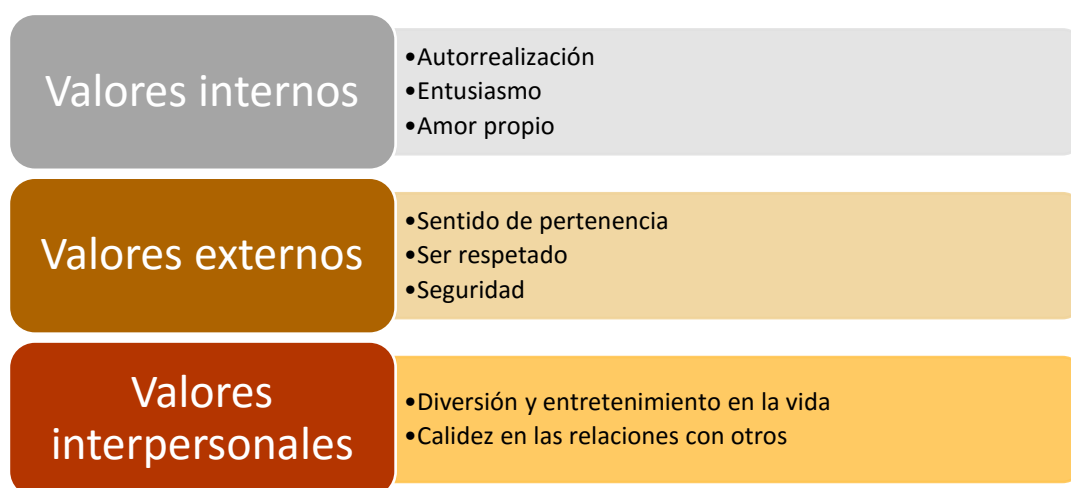 Valores internos
•Autorrealización
•Entusiasmo
•Amor propio
Valores externos
•Sentido de pertenencia
•Ser respetado
•Seguridad
Valores
interpersonales
•Diversión y entretenimiento en la vida
•Calidez en las relaciones con otros